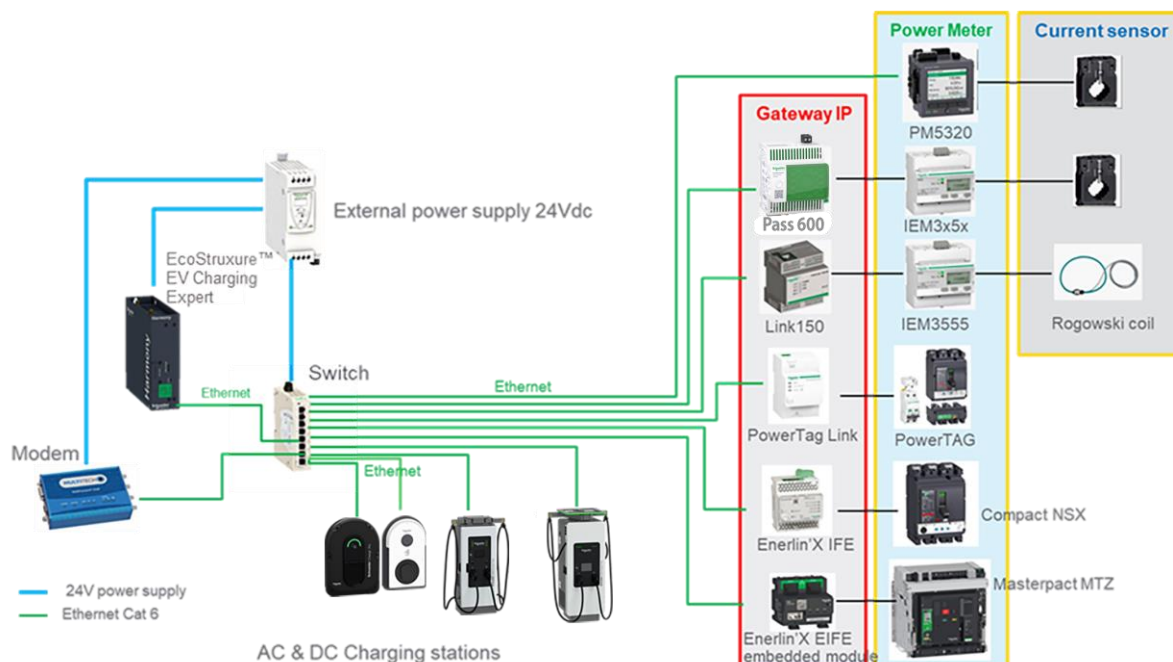 Power Meter
Current sensor
PM5320
Gateway IP
Pass 600
IEM3x5x
External power supply 24Vdc
EcoStruxure™
EV Charging
Expert
Harmony
Link150
IEM3555
Rogowski coil
Switch
Ethernet
Ethernet
PowerTag Link
PowerTAG
Modem
MULTITECH
Ethernet
Compact NSX
Enerlin'X IFE
Masterpact MTZ
24V power supply
Ethernet Cat 6
Enerlin'X EIFE
embedded module
AC & DC Charging stations